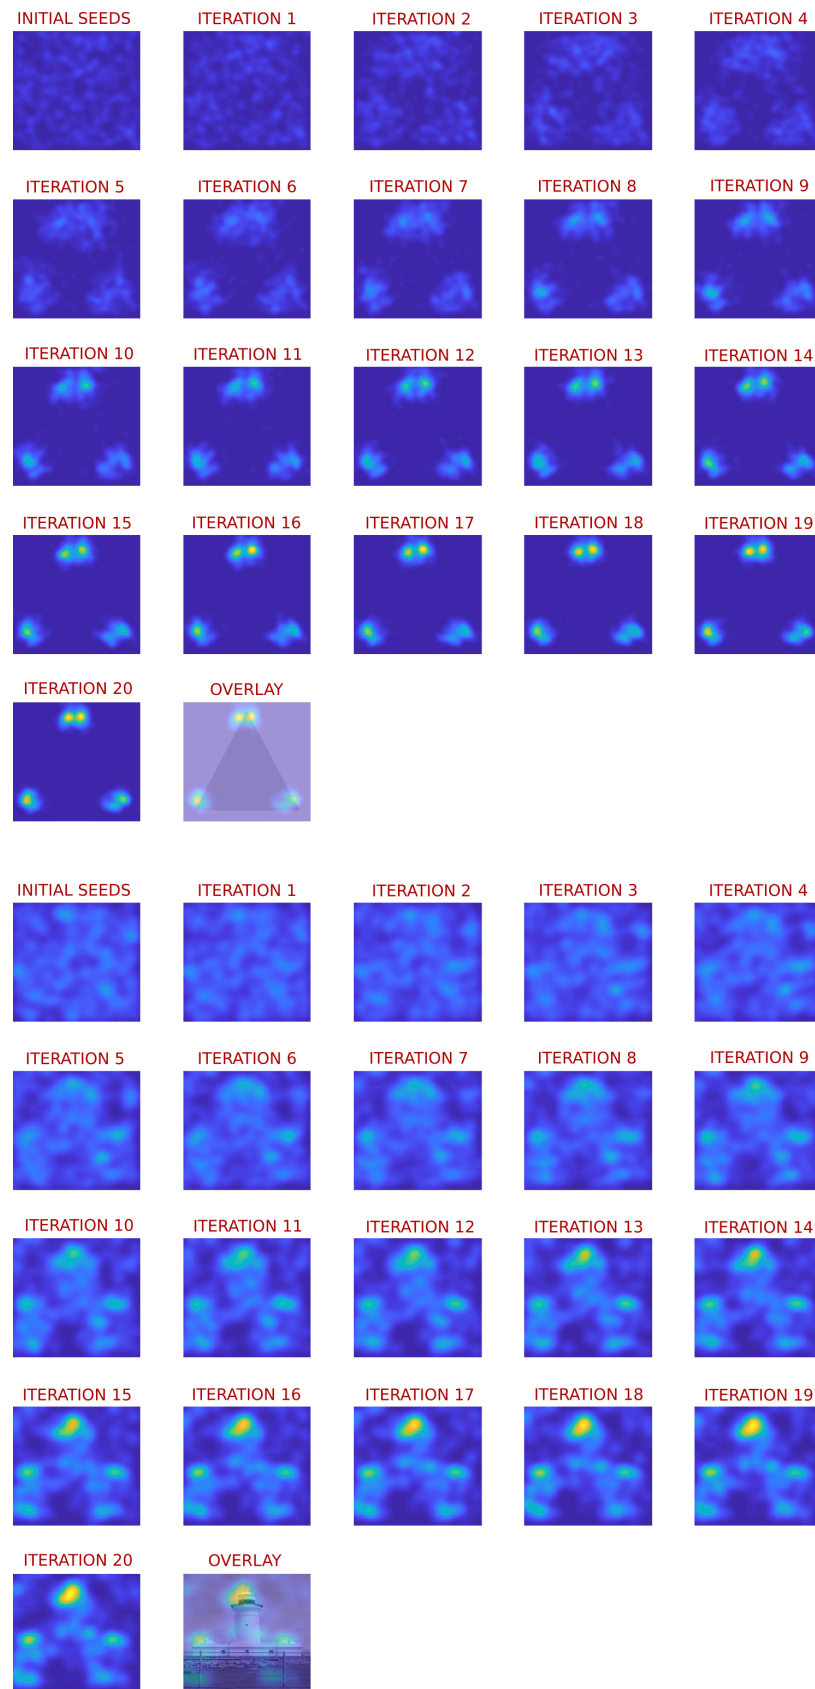 INITIAL SEEDS ITERATION 1 ITERATION 2 ITERATION 3 ITERATION 4
ITERATION 5 ITERATION 6 ITERATION 7 ITERATION 8 ITERATION 9
ITERATION 10 ITERATION 11 ITERATION 12 ITERATION 13 ITERATION 14
ITERATION 15 ITERATION 16 ITERATION 17 ITERATION 18 ITERATION 19
ITERATION 20 OVERLAY
INITIAL SEEDS ITERATION 1 ITERATION 2 ITERATION 3 ITERATION 4
ITERATION 5 ITERATION 6 ITERATION 7 ITERATION 8 ITERATION 9
ITERATION 10 ITERATION 11 ITERATION 12 ITERATION 13 ITERATION 14
ITERATION 15 ITERATION 16 ITERATION 17 ITERATION 18 ITERATION 19
ITERATION 20 OVERLAY